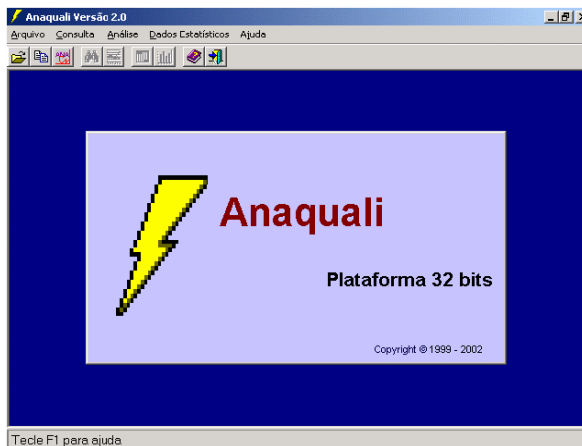 Anaquali Versão 2.0
Arquivo Consulta Análise Dados Estatísticos Ajuda
Anaquali
Plataforma 32 bits
Copyright © 1999 - 2002
Tecle F1 para ajuda